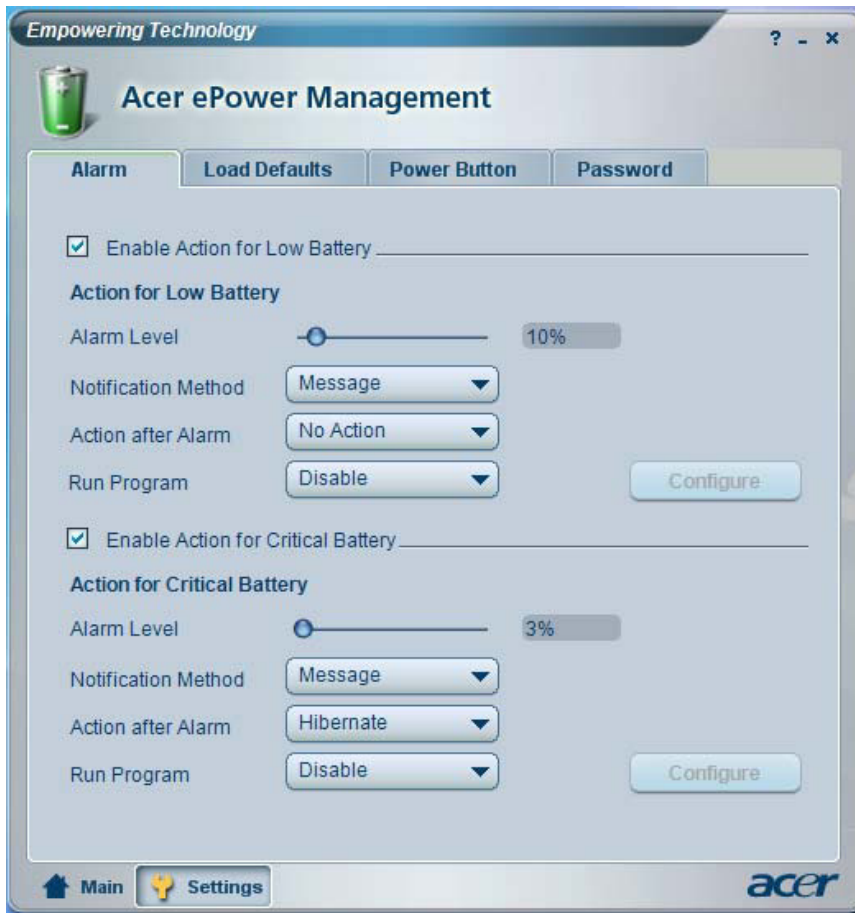 Empowering Technology
? - x
Acer ePower Management
Alarm Load Defaults Power Button Password
Enable Action for Low Battery
Action for Low Battery
Alarm Level 10%
Notification Method Message
Action after Alarm No Action
Run Program Disable Configure
Enable Action for Critical Battery
Action for Critical Battery
Alarm Level 3%
Notification Method Message
Action after Alarm Hibernate
Run Program Disable Configure
Main Settings acer